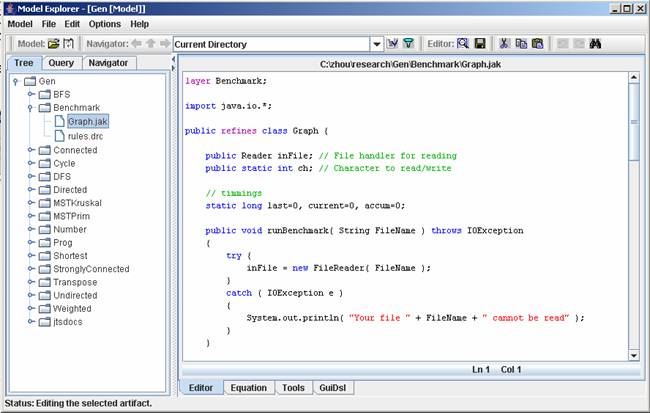 Model Explorer - [Gen [Model]]
Model File Edit Options Help
Model: Navigator: Current Directory Editor:
Tree Query Navigator
Gen
BFS
Benchmark
Graph.jak
rules.drc
Connected
Cycle
DFS
Directed
MSTKruskal
MSTPrim
Number
Prog
Shortest
StronglyConnected
Transpose
Undirected
Weighted
jtsdocs
C:\zhou\research\Gen\Benchmark\Graph.jak
layer Benchmark;
import java.io.*;
public refines class Graph {
public Reader inFile; // File handler for reading
public static int ch; // Character to read/write
// timmings
static long last=0, current=0, accum=0;
public void runBenchmark( String FileName ) throws IOException
{
try {
inFile = new FileReader( FileName );
}
catch ( IOException e )
{
System.out.println( "Your file " + FileName + " cannot be read" );
}
}
Ln 1 Col 1
Editor Equation Tools GuiDsl
Status: Editing the selected artifact.